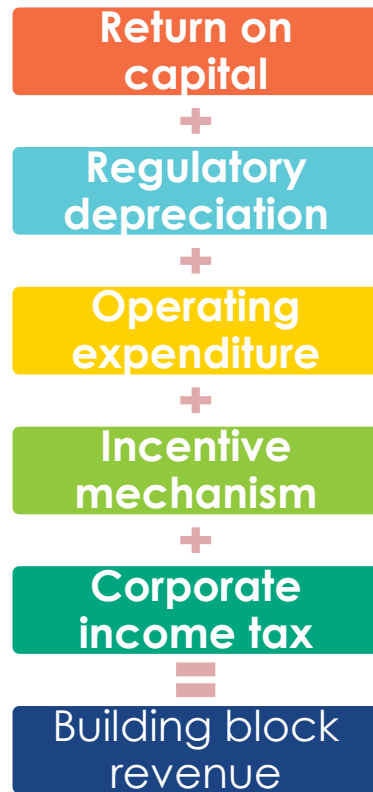 Return on
capital
+
Regulatory
depreciation
+
Operating
expenditure
+
Incentive
mechanism
+
Corporate
income tax
=
Building block
revenue